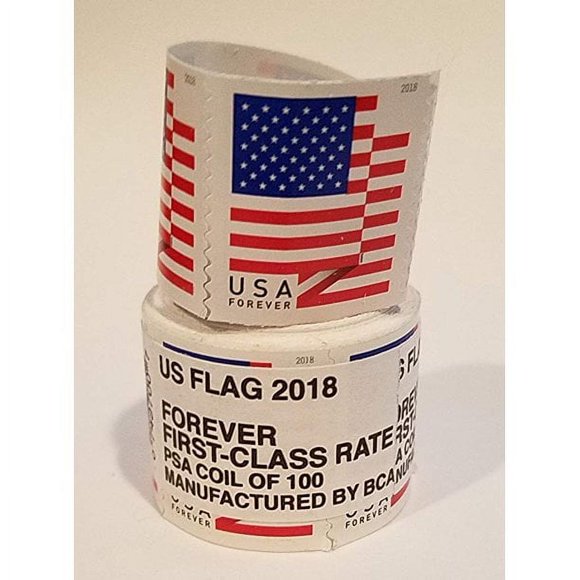 2018
2018
USA
FOREVER
2018
US FLAG 2018
FOREVER
FIRST-CLASS RATE
PSA COIL OF 100
MANUFACTURED BY BCA
USA
FOREVER
USA
FOREVER